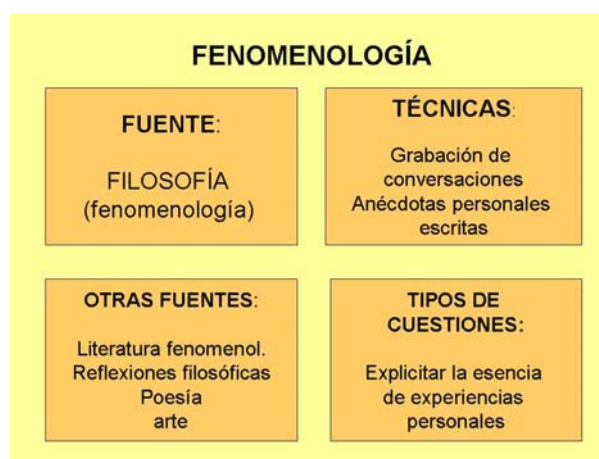 FENOMENOLOGÍA
FUENTE:
FILOSOFÍA
(fenomenología)
TÉCNICAS:
Grabación de
conversaciones
Anécdotas personales
escritas
OTRAS FUENTES:
Literatura fenomenol.
Reflexiones filosóficas
Poesía
arte
TIPOS DE
CUESTIONES:
Explicitar la esencia
de experiencias
personales